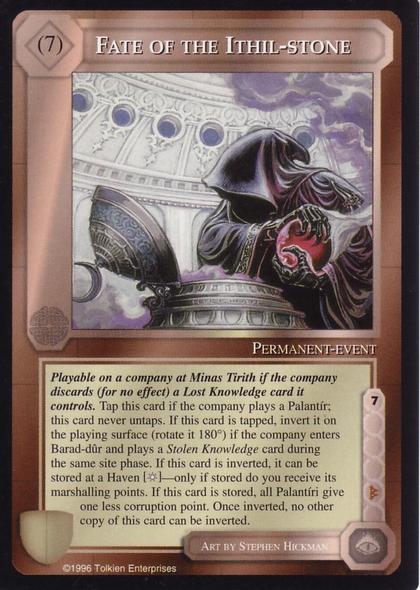 (7)
FATE OF THE ITHIL-STONE
PERMANENT-EVENT
Playable on a company at Minas Tirith if the company
discards (for no effect) a Lost Knowledge card it
controls. Tap this card if the company plays a Palantír;
this card never untaps. If this card is tapped, invert it on
the playing surface (rotate it 180°) if the company enters
Barad-dûr and plays a Stolen Knowledge card during
the same site phase. If this card is inverted, it can be
stored at a Haven []—only if stored do you receive its
marshalling points. If this card is stored, all Palantíri give
one less corruption point. Once inverted, no other
copy of this card can be inverted.
7
ART BY STEPHEN HICKMAN
©1996 Tolkien Enterprises